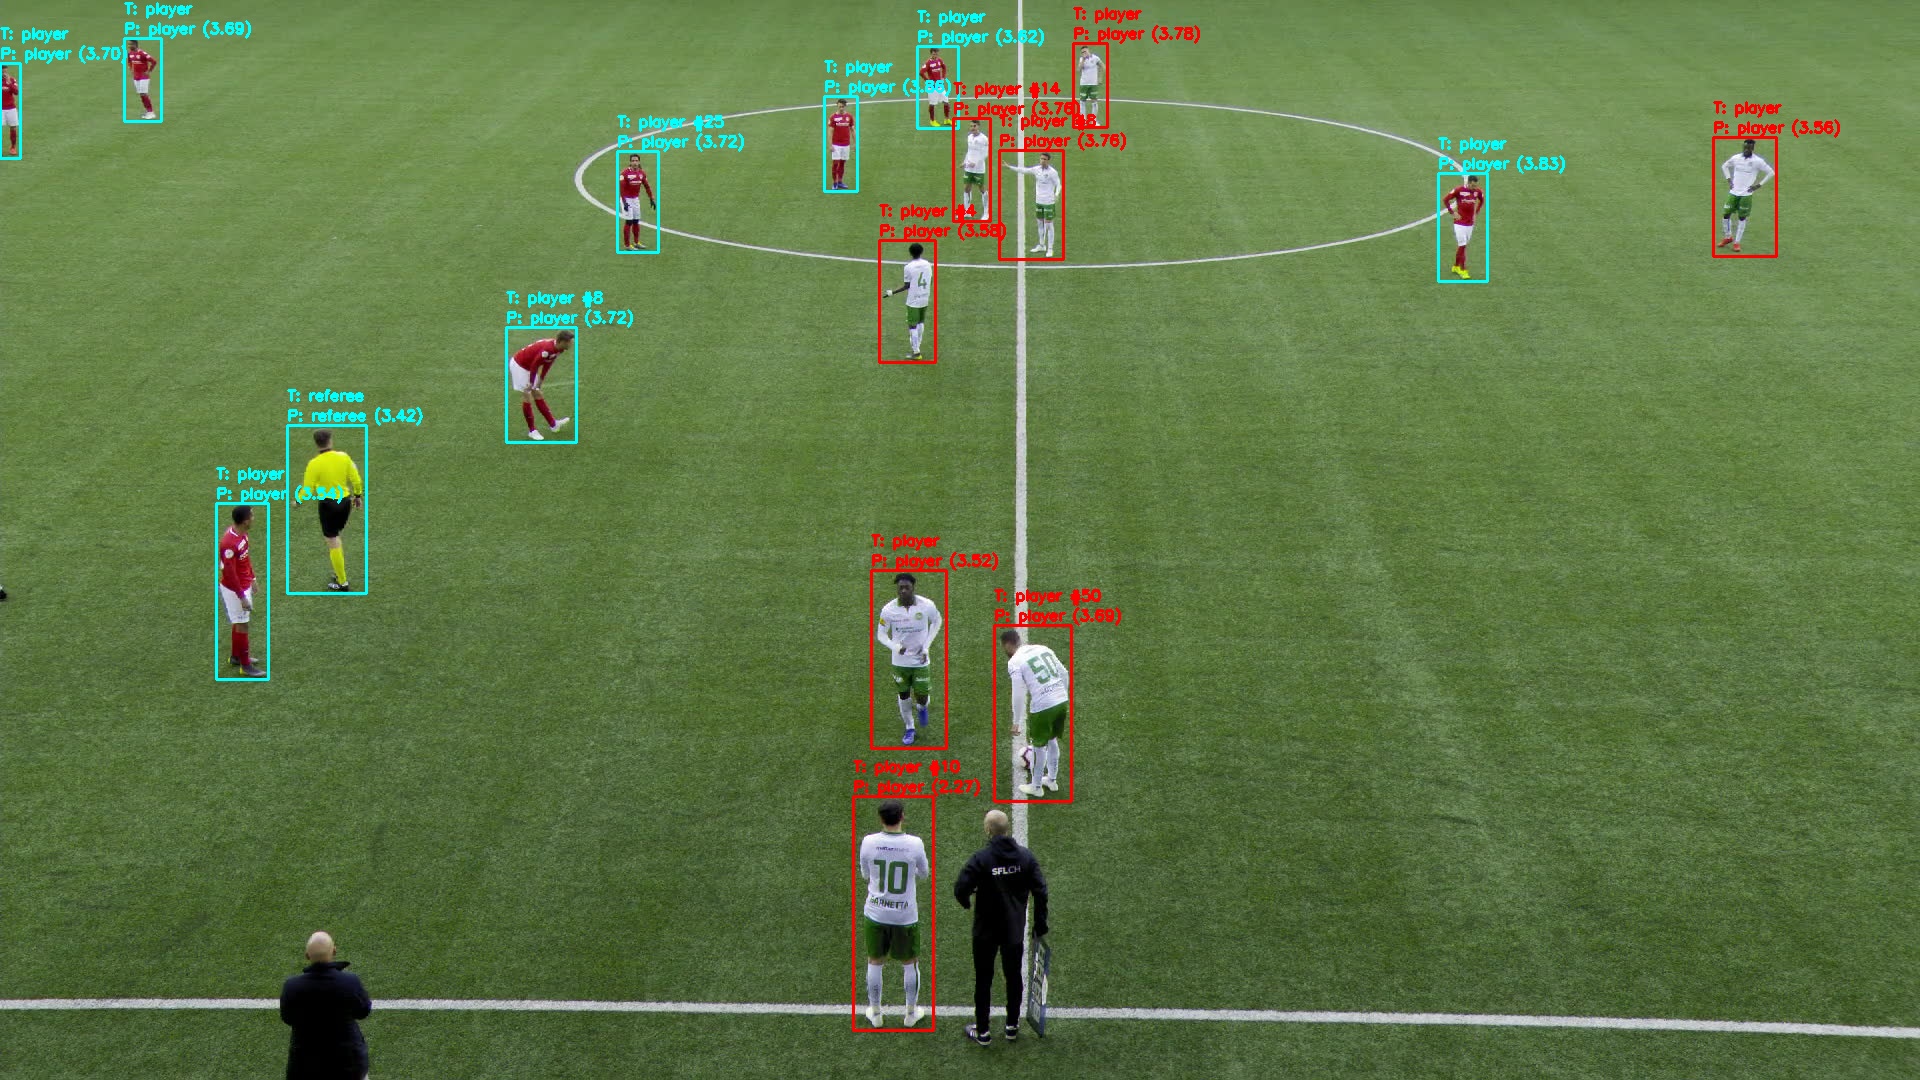 T: player
P: player (3.69)
T: player
P: player (3.70)
T: player
P: player (3.62)
T: player
P: player (3.78)
T: player
P: player (3.86)
T: player #14
P: player (3.76)
T: player #8
P: player (3.76)
T: player #25
P: player (3.72)
T: player
P: player (3.56)
T: player
P: player (3.83)
T: player #4
P: player (3.58)
4
T: player #8
P: player (3.72)
T: referee
P: referee (3.42)
T: player
P: player (3.54)
T: player
P: player (3.52)
T: player #50
P: player (3.69)
50
T: player #10
P: player (2.27)
10
SFLCH